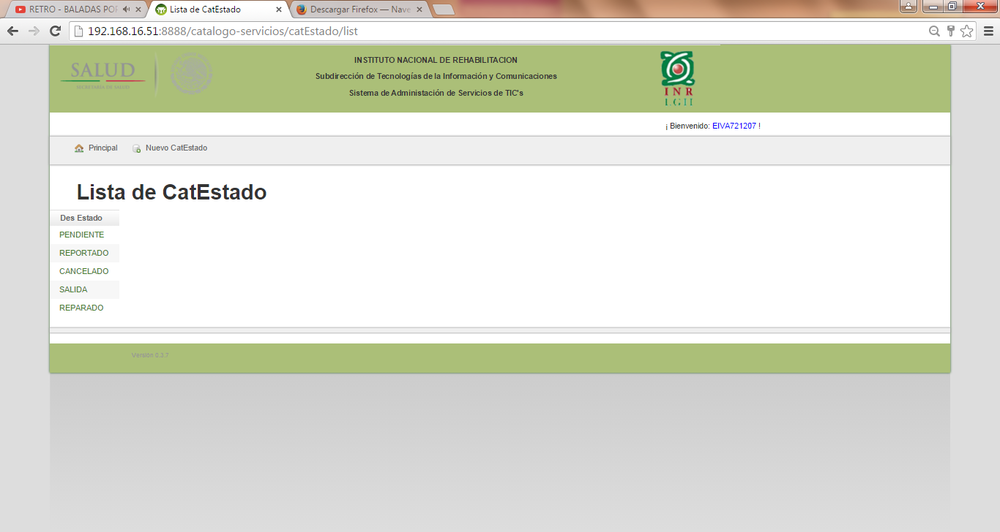 RETRO - BALADAS POP
Lista de CatEstado
Descargar Firefox — Nave
192.168.16.51:8888/catalogo-servicios/catEstado/list
SALUD
SECRETARÍA DE SALUD
INSTITUTO NACIONAL DE REHABILITACION
Subdirección de Tecnologías de la Información y Comunicaciones
Sistema de Administación de Servicios de TIC's
INR
LGII
¡ Bienvenido: EIVA721207 !
Principal
Nuevo CatEstado
Lista de CatEstado
Des Estado
PENDIENTE
REPORTADO
CANCELADO
SALIDA
REPARADO
Versión 0.3.7